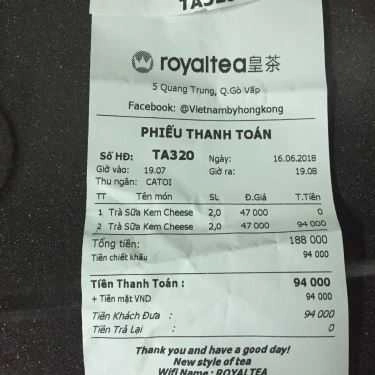 TA320
royaltea皇茶
5 Quang Trung, Q.Gò Vấp
Facebook: @Vietnambyhongkong
PHIẾU THANH TOÁN
Số HĐ: TA320 Ngày: 16.06.2018
Giờ vào: 19.07 Giờ ra: 19.08
Thu ngân: CATOI
TT Tên món SL Đ.Giá T.Tiền
1 Trà Sữa Kem Cheese 2,0 47 000 0
2 Trà Sữa Kem Cheese 2,0 47 000 94 000
Tổng tiền: 188 000
Tiền chiết khấu 94 000
Tiền Thanh Toán : 94 000
+ Tiền mặt VND 94 000
Tiền Khách Đưa : 94 000
Tiền Trả Lại : 0
Thank you and have a good day!
New style of tea
Wifi Name : ROYALTEA